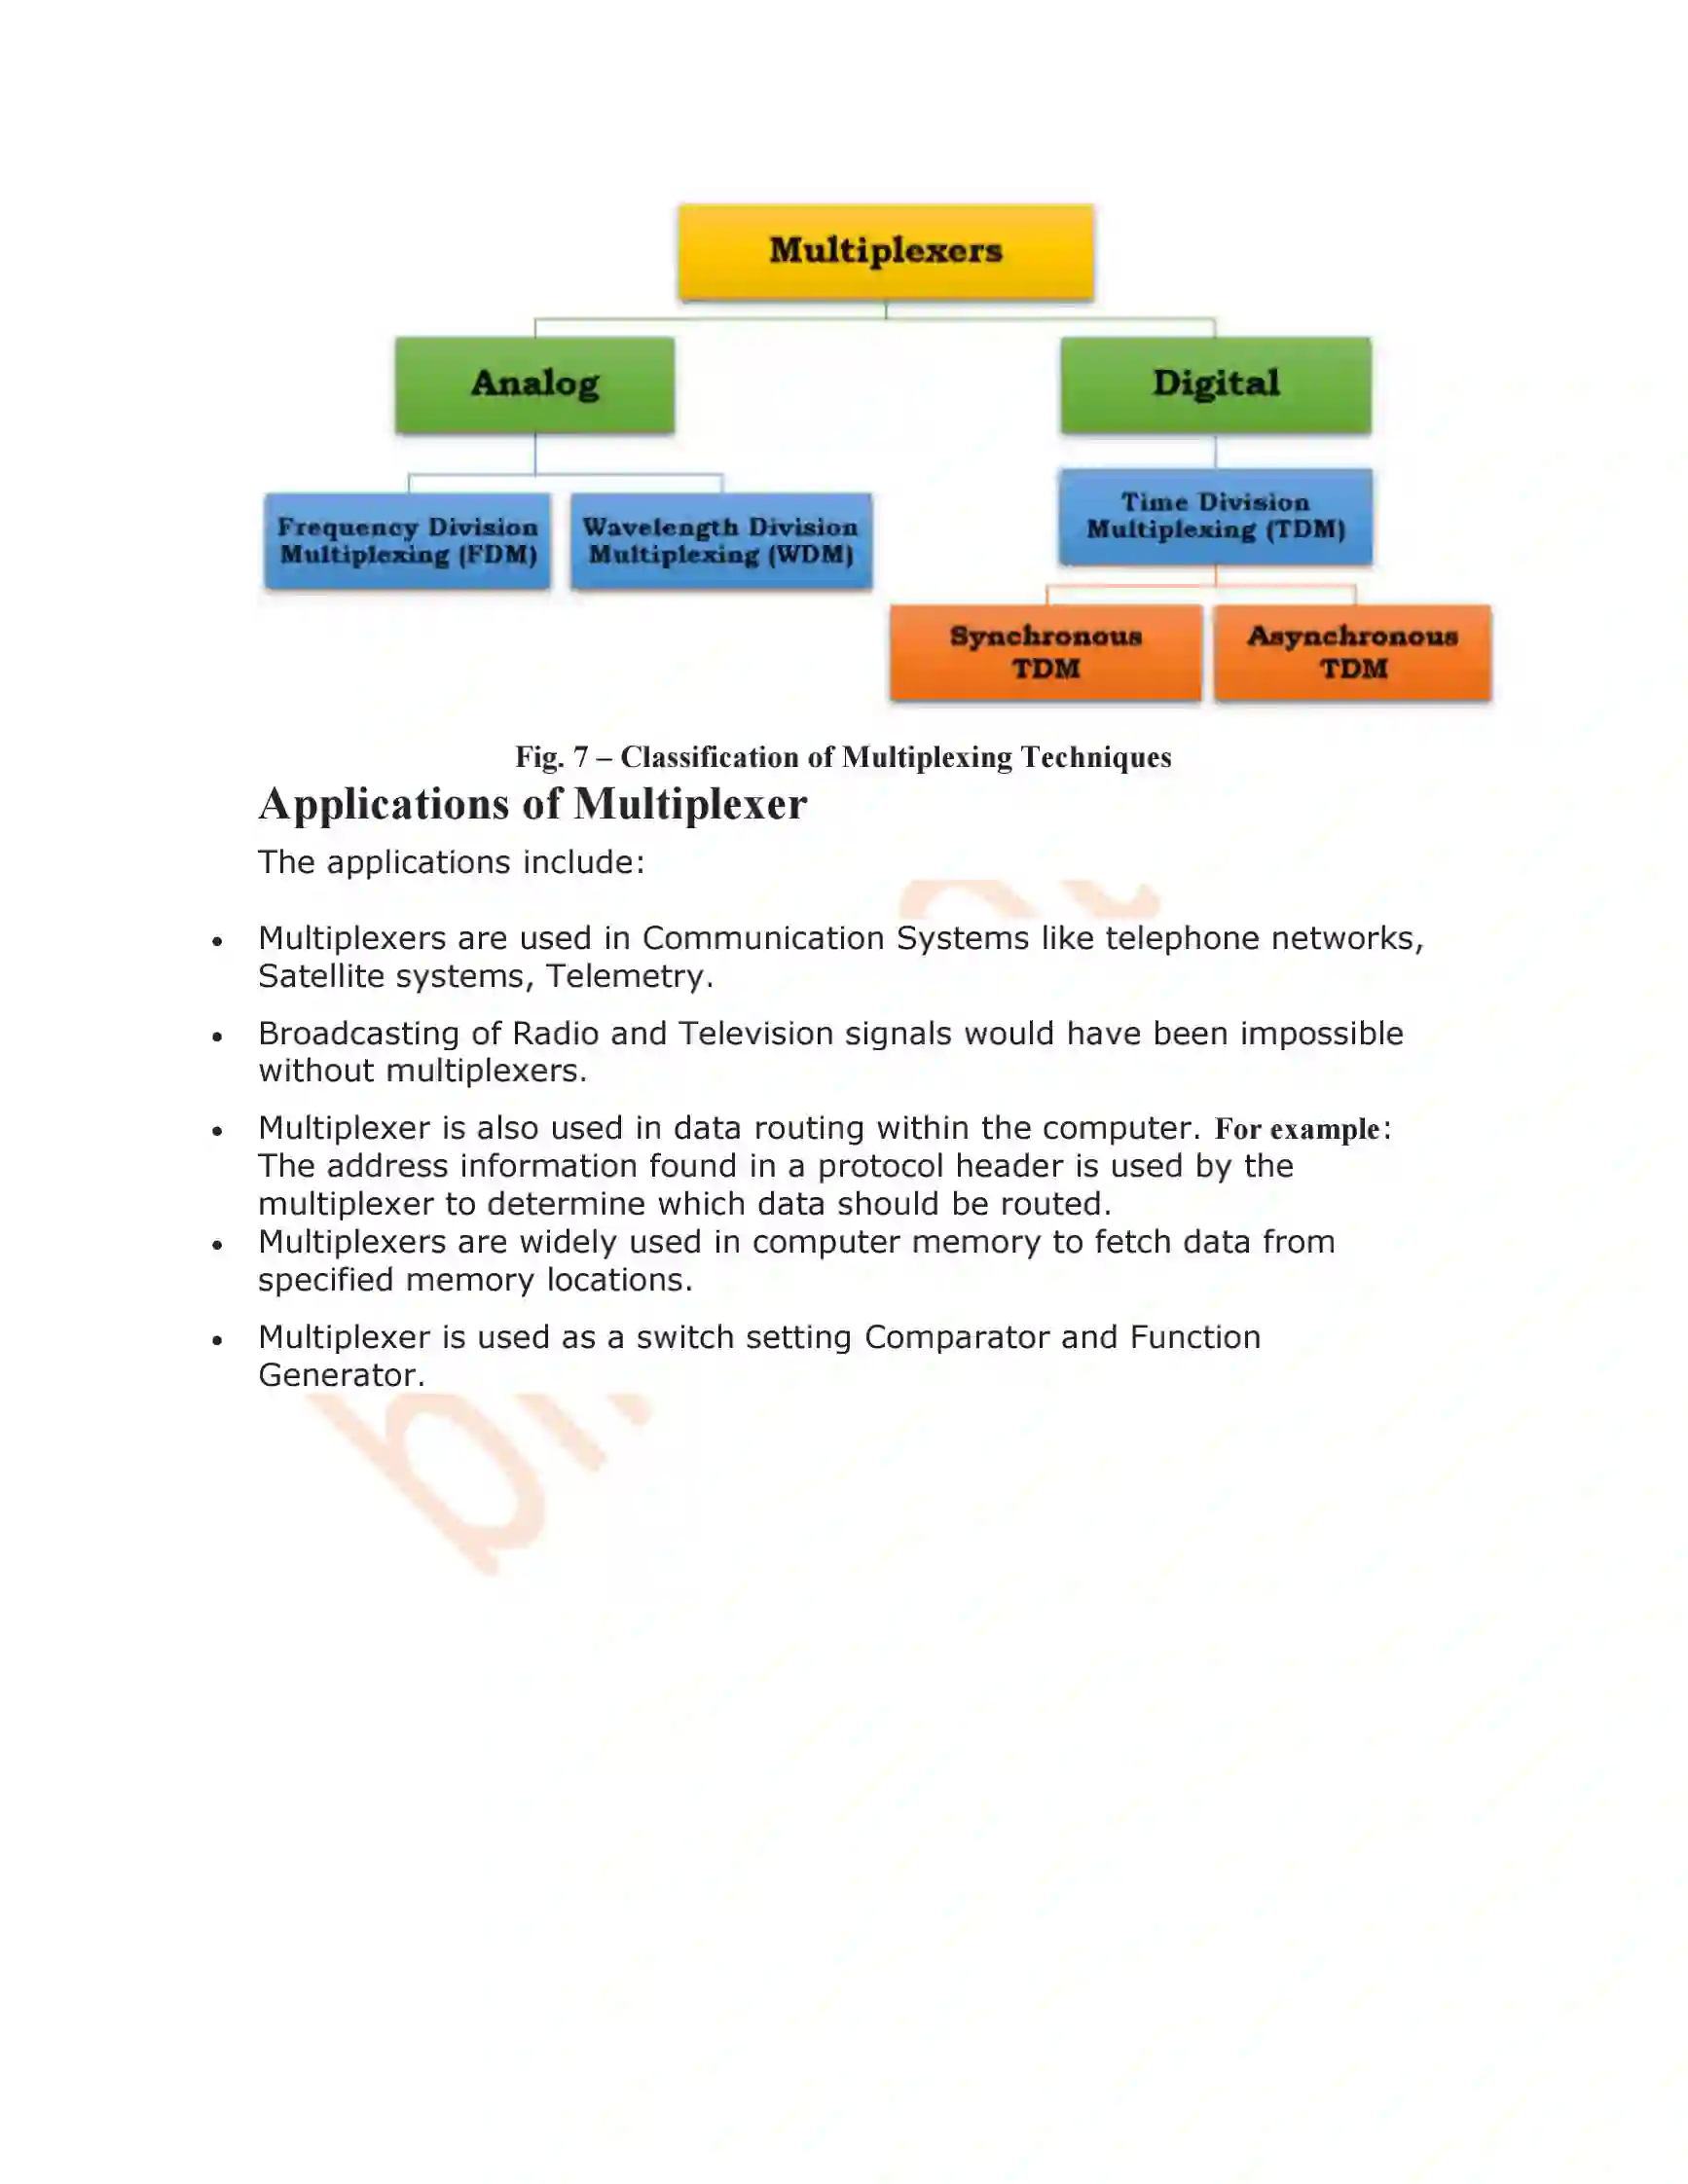 Multiplexers
Analog
Digital
Frequency Division
Multiplexing (FDM)
Wavelength Division
Multiplexing (WDM)
Time Division
Multiplexing (TDM)
Synchronous
TDM
Asynchronous
TDM
Fig. 7 – Classification of Multiplexing Techniques
Applications of Multiplexer
The applications include:
• Multiplexers are used in Communication Systems like telephone networks,
Satellite systems, Telemetry.
• Broadcasting of Radio and Television signals would have been impossible
without multiplexers.
• Multiplexer is also used in data routing within the computer. For example:
The address information found in a protocol header is used by the
multiplexer to determine which data should be routed.
• Multiplexers are widely used in computer memory to fetch data from
specified memory locations.
• Multiplexer is used as a switch setting Comparator and Function
Generator.